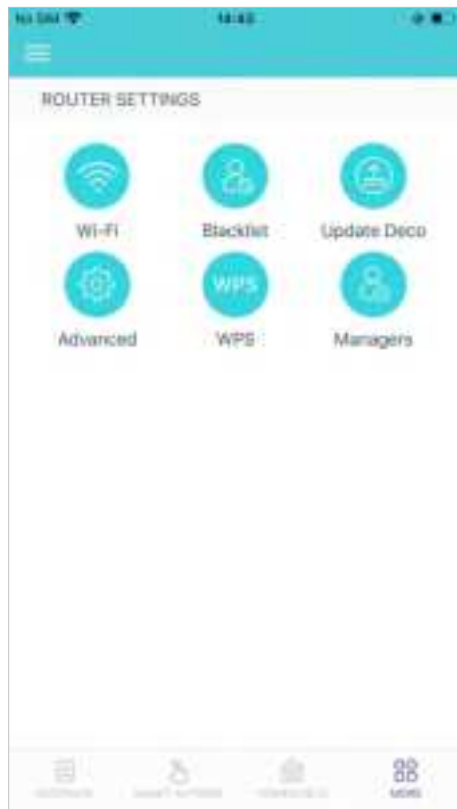 No SIM 14:43
ROUTER SETTINGS
Wi-Fi Blacklist Update Deco
WPS
Advanced WPS Managers
MORE